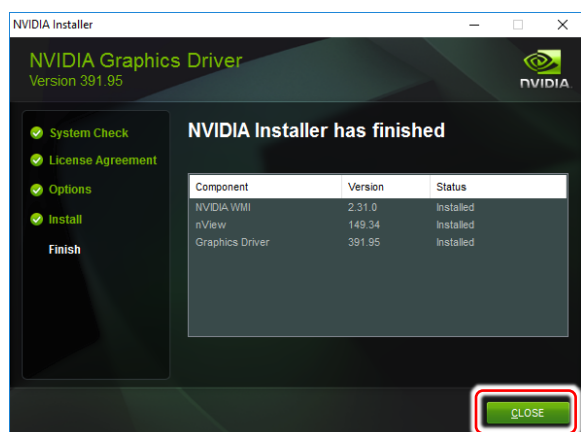 NVIDIA Installer
NVIDIA Graphics Driver
Version 391.95
NVIDIA
System Check
License Agreement
Options
Install
Finish
NVIDIA Installer has finished
Component Version Status
NVIDIA WMI 2.31.0 Installed
nView 149.34 Installed
Graphics Driver 391.95 Installed
CLOSE